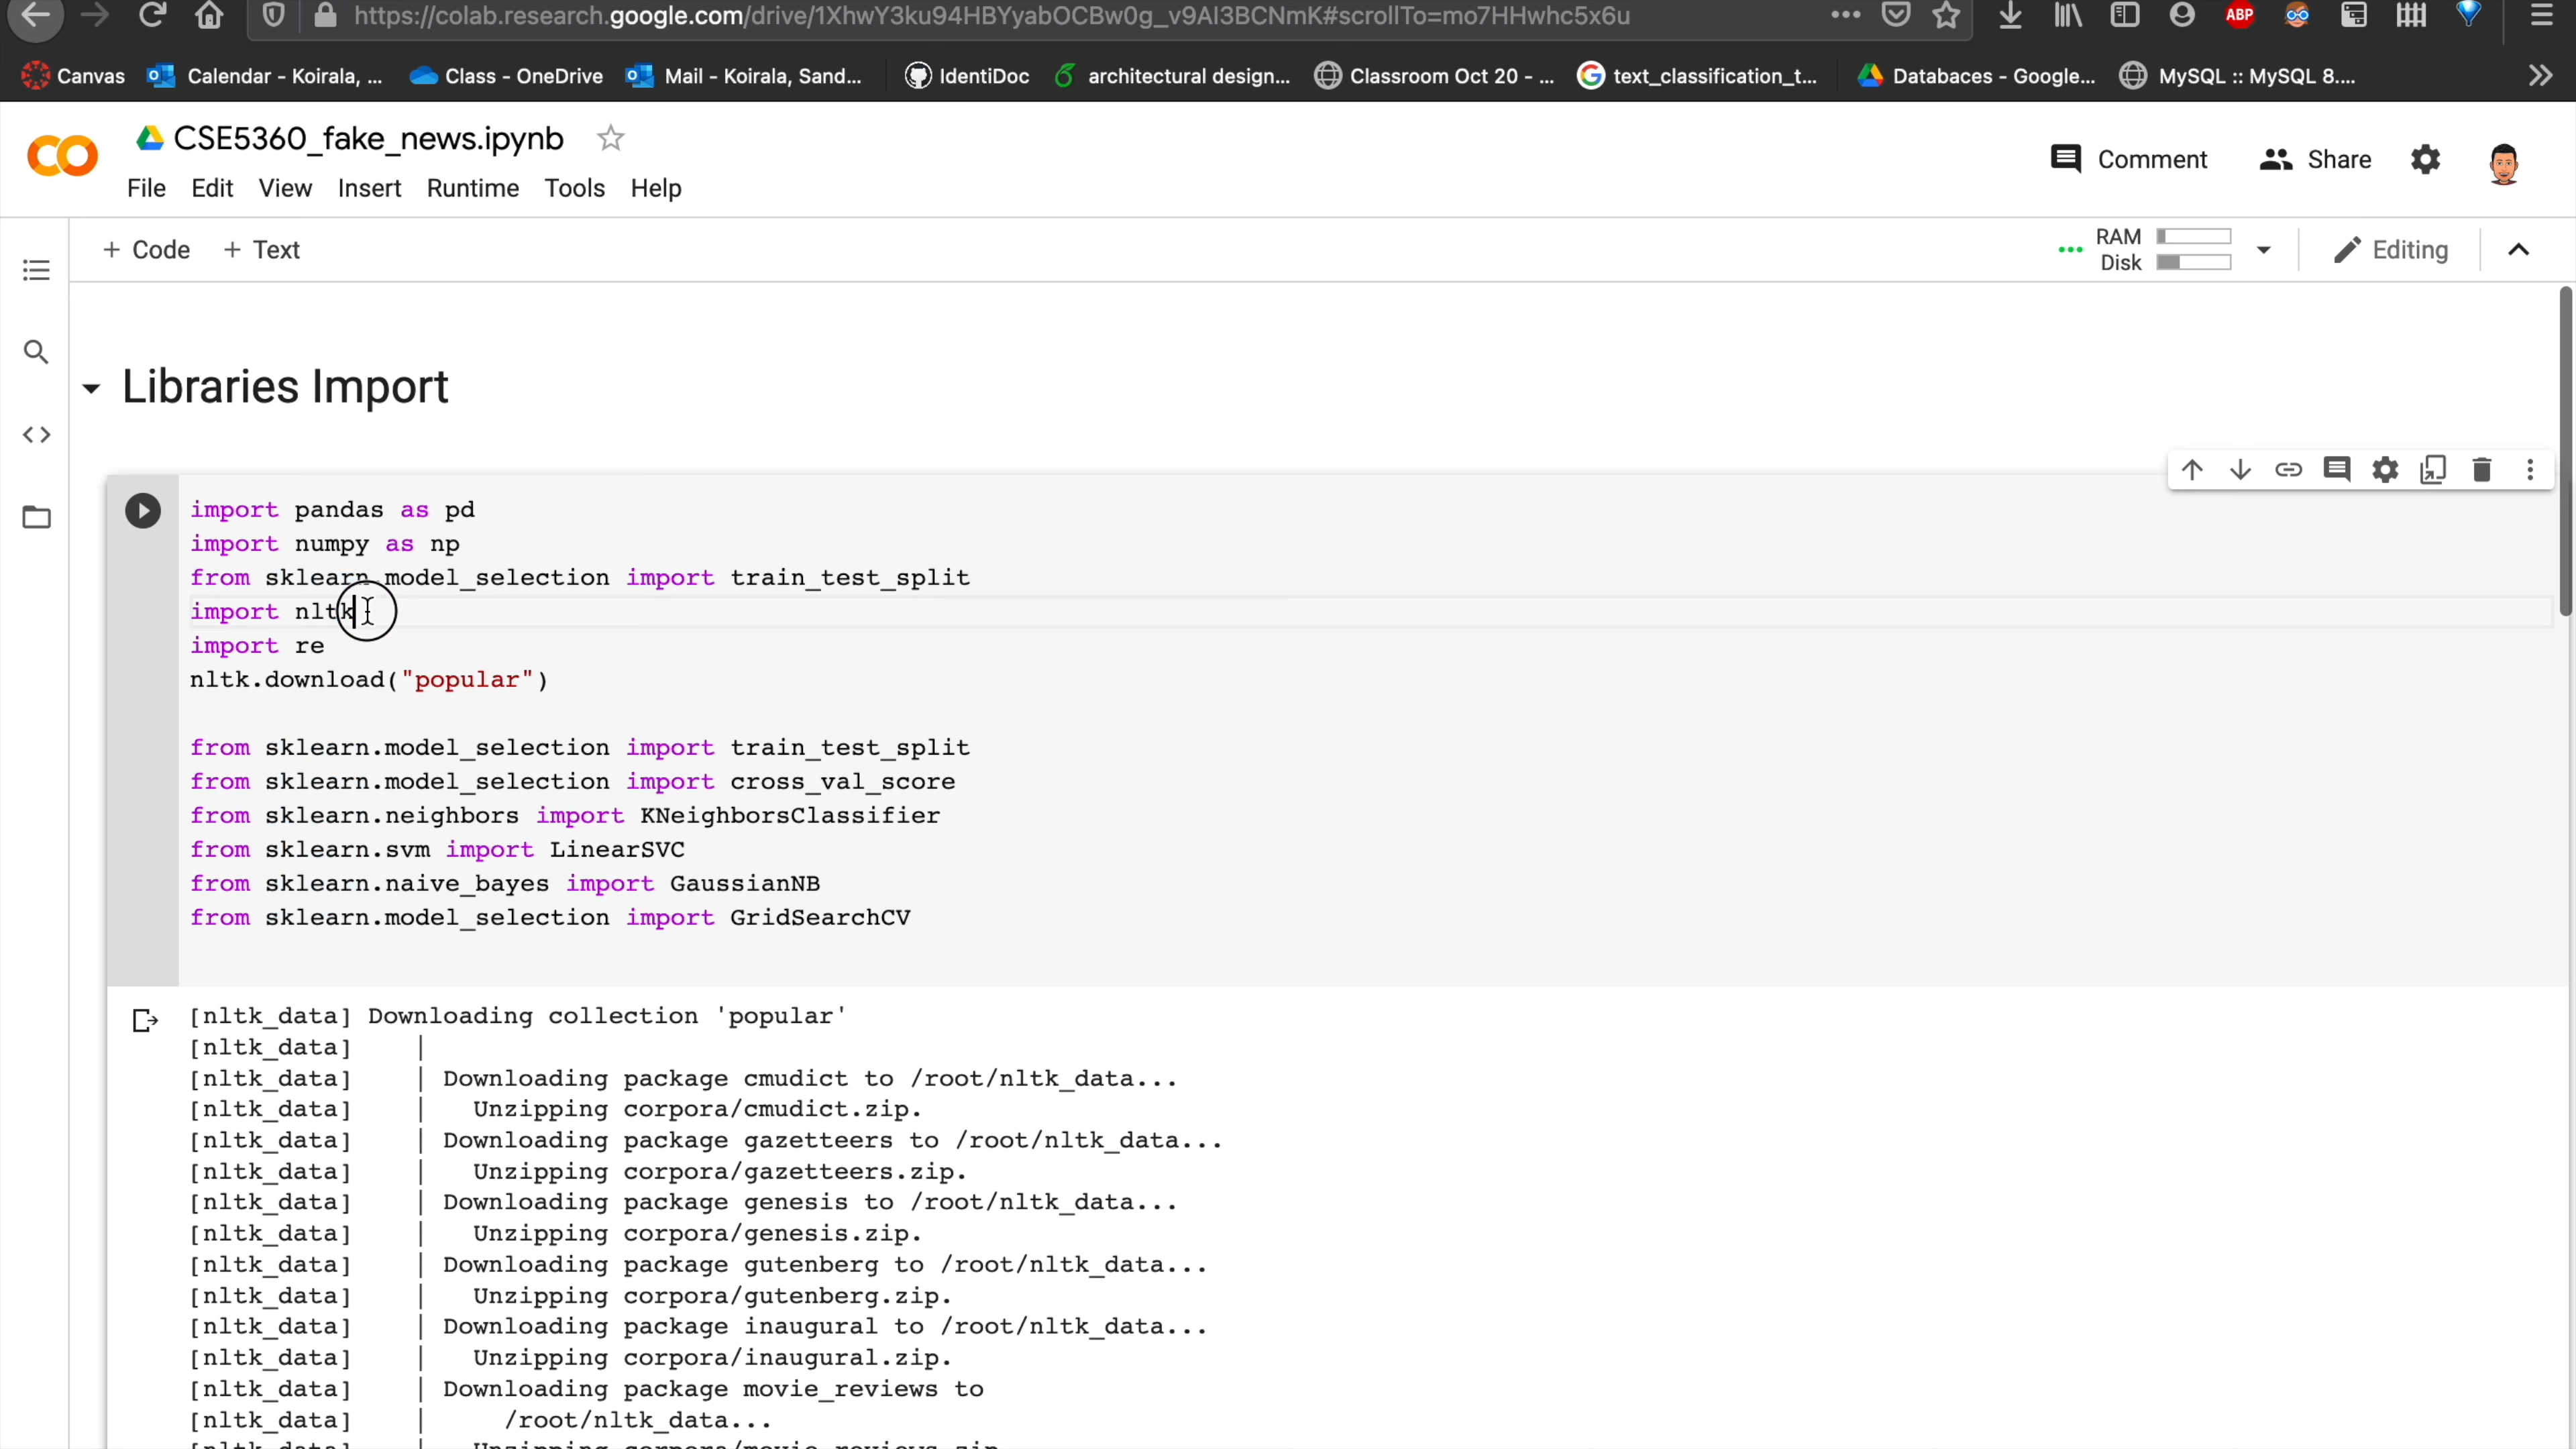 https://colab.research.google.com/drive/1XhwY3ku94HBYyabOCBw0g_v9Al3BCNmK#scrollTo=mo7HHwhc5x6u
ABP
Canvas
Calendar - Koirala, ...
Class - OneDrive
Mail - Koirala, Sand...
IdentiDoc
architectural design...
Classroom Oct 20 - ...
text_classification_t...
Databaces - Google...
MySQL :: MySQL 8....
CSE5360_fake_news.ipynb
Comment
Share
File Edit View Insert Runtime Tools Help
+ Code + Text
RAM
Disk
Editing
Libraries Import
import pandas as pd
import numpy as np
from sklearn.model_selection import train_test_split
import nltk
import re
nltk.download("popular")
from sklearn.model_selection import train_test_split
from sklearn.model_selection import cross_val_score
from sklearn.neighbors import KNeighborsClassifier
from sklearn.svm import LinearSVC
from sklearn.naive_bayes import GaussianNB
from sklearn.model_selection import GridSearchCV
[nltk_data] Downloading collection 'popular'
[nltk_data] |
[nltk_data] | Downloading package cmudict to /root/nltk_data...
[nltk_data] | Unzipping corpora/cmudict.zip.
[nltk_data] | Downloading package gazetteers to /root/nltk_data...
[nltk_data] | Unzipping corpora/gazetteers.zip.
[nltk_data] | Downloading package genesis to /root/nltk_data...
[nltk_data] | Unzipping corpora/genesis.zip.
[nltk_data] | Downloading package gutenberg to /root/nltk_data...
[nltk_data] | Unzipping corpora/gutenberg.zip.
[nltk_data] | Downloading package inaugural to /root/nltk_data...
[nltk_data] | Unzipping corpora/inaugural.zip.
[nltk_data] | Downloading package movie_reviews to
[nltk_data] | /root/nltk_data...
[nltk_data] | Unzipping corpora/movie_reviews.zip.